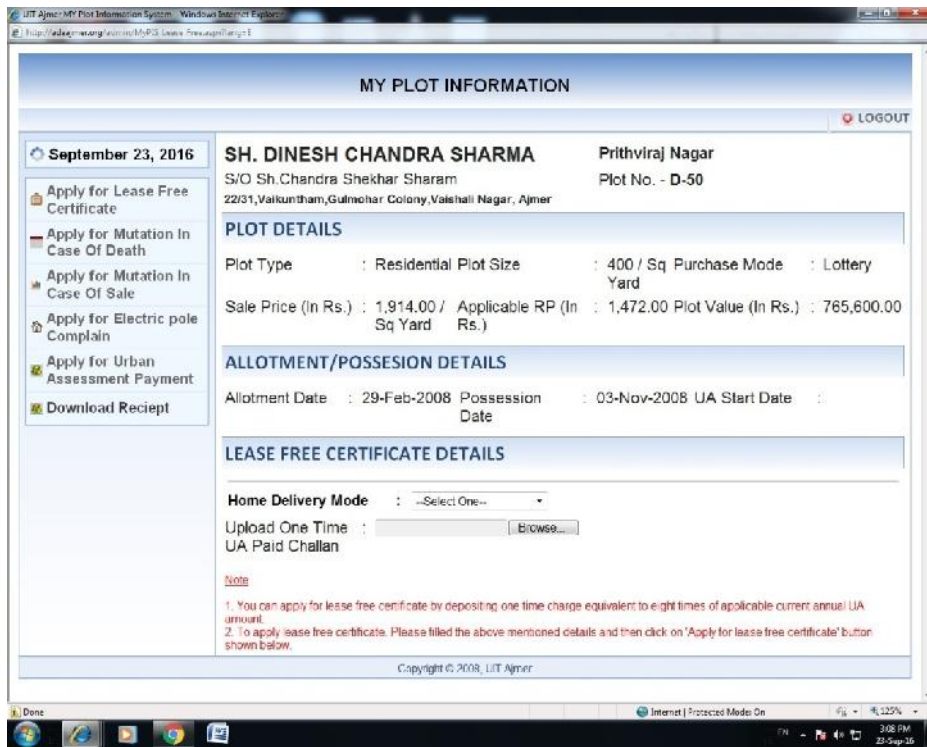 UIT Ajmer MY Plot Information System - Windows Internet Explorer
MY PLOT INFORMATION
LOGOUT
September 23, 2016
Apply for Lease Free
Certificate
Apply for Mutation In
Case Of Death
Apply for Mutation In
Case Of Sale
Apply for Electric pole
Complain
Apply for Urban
Assessment Payment
Download Reciept
SH. DINESH CHANDRA SHARMA Prithviraj Nagar
S/O Sh.Chandra Shekhar Sharam Plot No. - D-50
22/31,Vaikuntham,Gulmohar Colony,Vaishali Nagar, Ajmer
PLOT DETAILS
Plot Type : Residential Plot Size : 400 / Sq Purchase Mode : Lottery
Yard
Sale Price (In Rs.) : 1,914.00 / Applicable RP (In : 1,472.00 Plot Value (In Rs.) : 765,600.00
Sq Yard Rs.)
ALLOTMENT/POSSESION DETAILS
Allotment Date : 29-Feb-2008 Possession : 03-Nov-2008 UA Start Date :
Date
LEASE FREE CERTIFICATE DETAILS
Home Delivery Mode : --Select One--
Upload One Time : Browse...
UA Paid Challan
Note
1. You can apply for lease free certificate by depositing one time charge equivalent to eight times of applicable current annual UA
amount.
2. To apply lease free certificate. Please filled the above mentioned details and then click on 'Apply for lease free certificate' button
shown below.
Copyright © 2008, UIT Ajmer
Done Internet | Protected Mode: On 125%
EN 3:08 PM
23-Sep-16